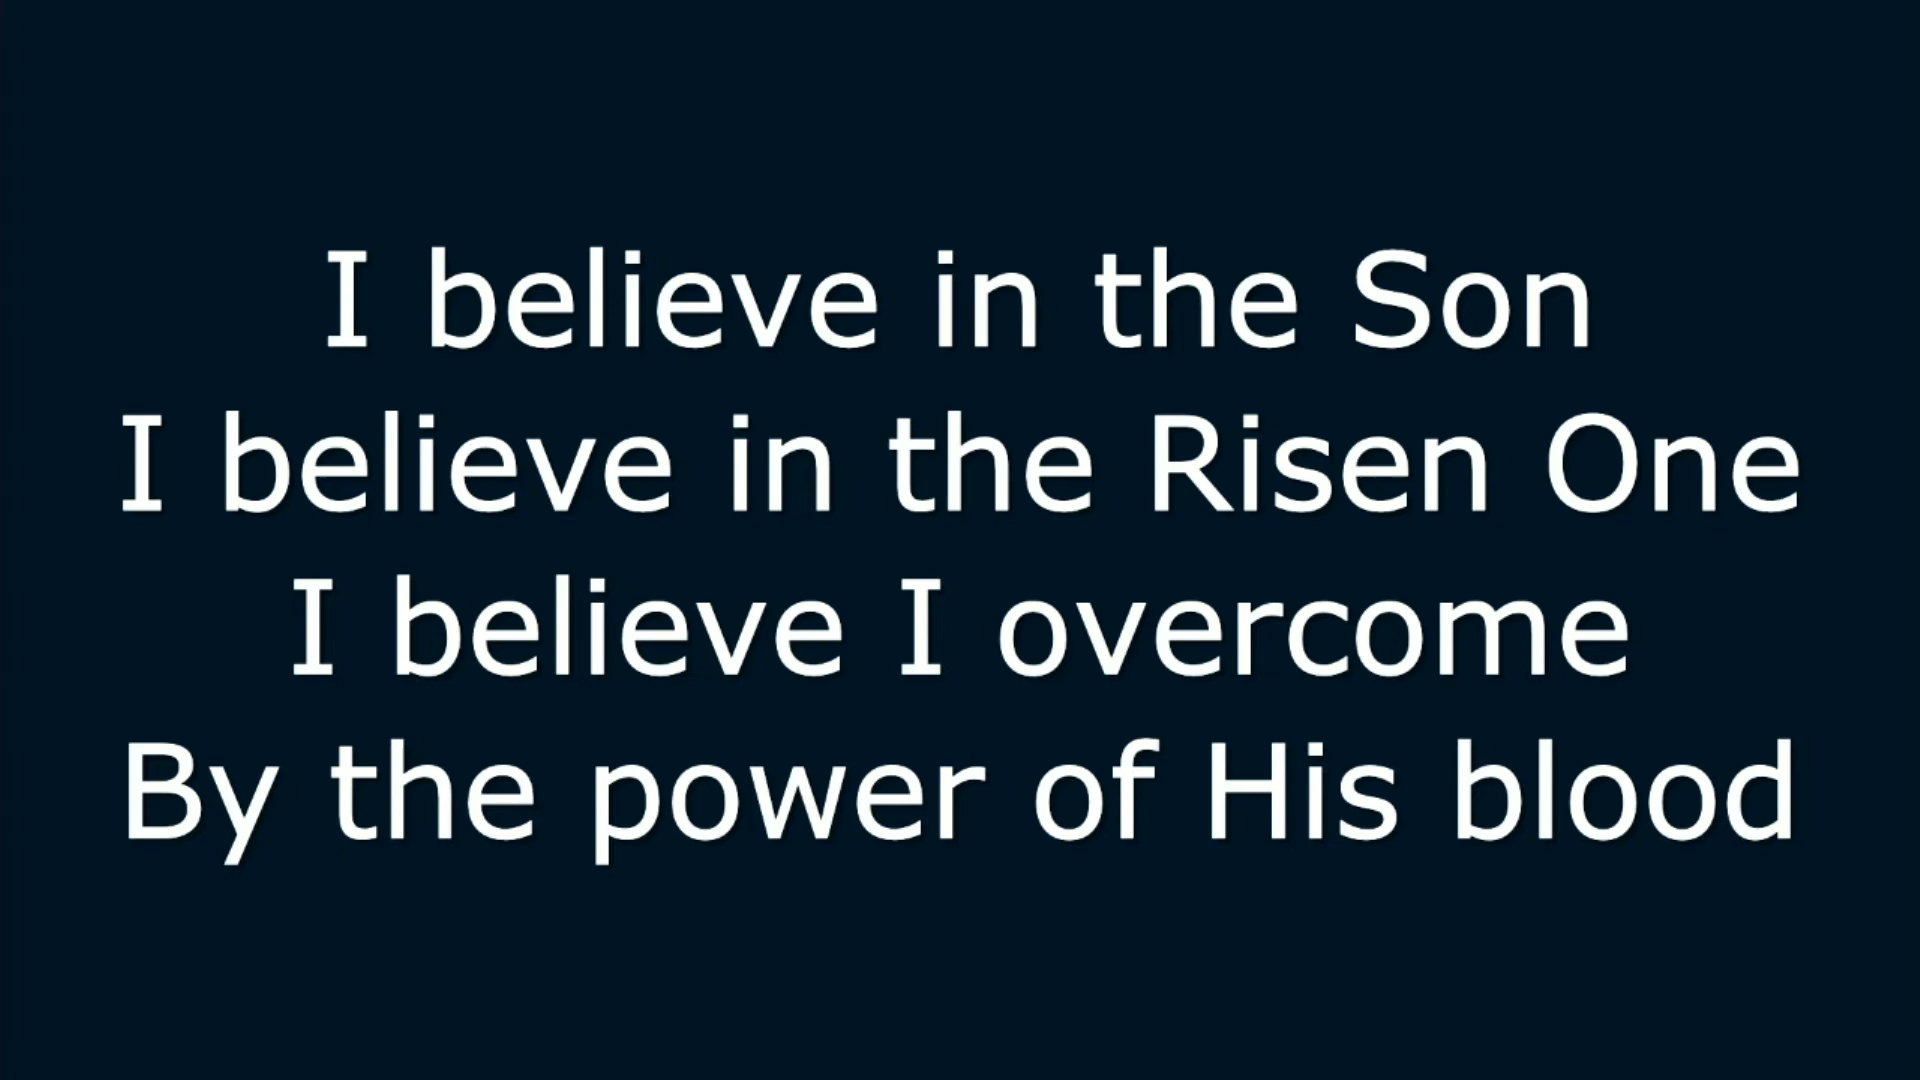 I believe in the Son
I believe in the Risen One
I believe I overcome
By the power of His blood